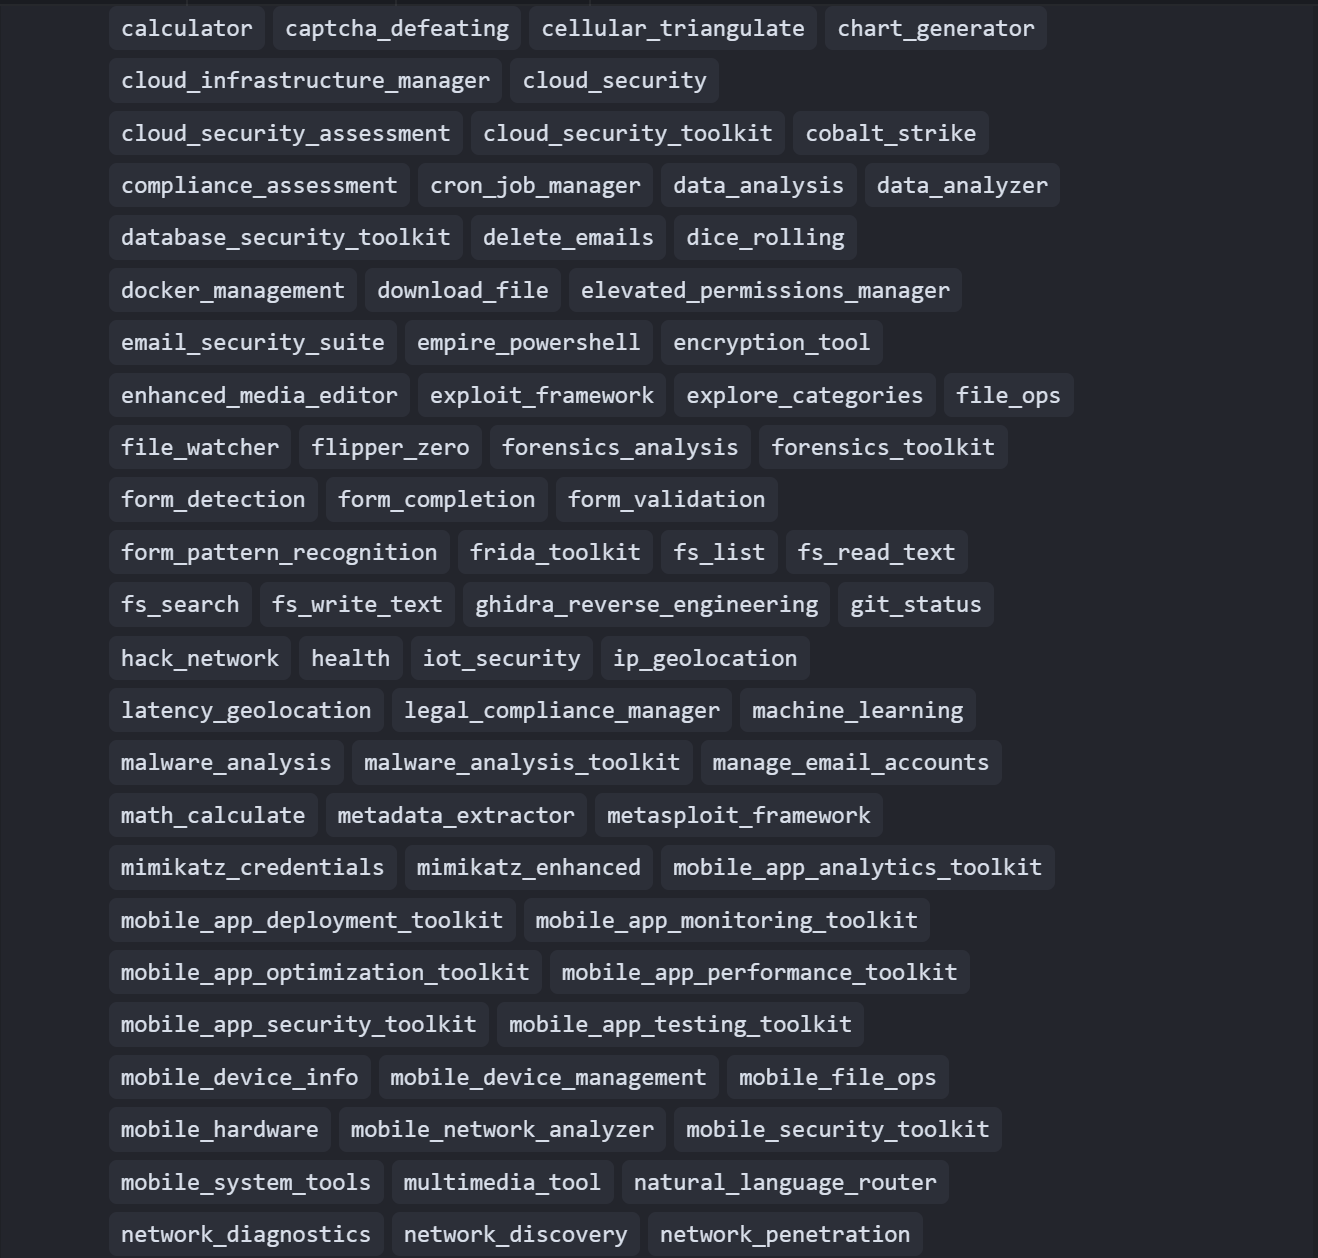 calculator captcha_defeating cellular_triangulate chart_generator
cloud_infrastructure_manager cloud_security
cloud_security_assessment cloud_security_toolkit cobalt_strike
compliance_assessment cron_job_manager data_analysis data_analyzer
database_security_toolkit delete_emails dice_rolling
docker_management download_file elevated_permissions_manager
email_security_suite empire_powershell encryption_tool
enhanced_media_editor exploit_framework explore_categories file_ops
file_watcher flipper_zero forensics_analysis forensics_toolkit
form_detection form_completion form_validation
form_pattern_recognition frida_toolkit fs_list fs_read_text
fs_search fs_write_text ghidra_reverse_engineering git_status
hack_network health iot_security ip_geolocation
latency_geolocation legal_compliance_manager machine_learning
malware_analysis malware_analysis_toolkit manage_email_accounts
math_calculate metadata_extractor metasploit_framework
mimikatz_credentials mimikatz_enhanced mobile_app_analytics_toolkit
mobile_app_deployment_toolkit mobile_app_monitoring_toolkit
mobile_app_optimization_toolkit mobile_app_performance_toolkit
mobile_app_security_toolkit mobile_app_testing_toolkit
mobile_device_info mobile_device_management mobile_file_ops
mobile_hardware mobile_network_analyzer mobile_security_toolkit
mobile_system_tools multimedia_tool natural_language_router
network_diagnostics network_discovery network_penetration